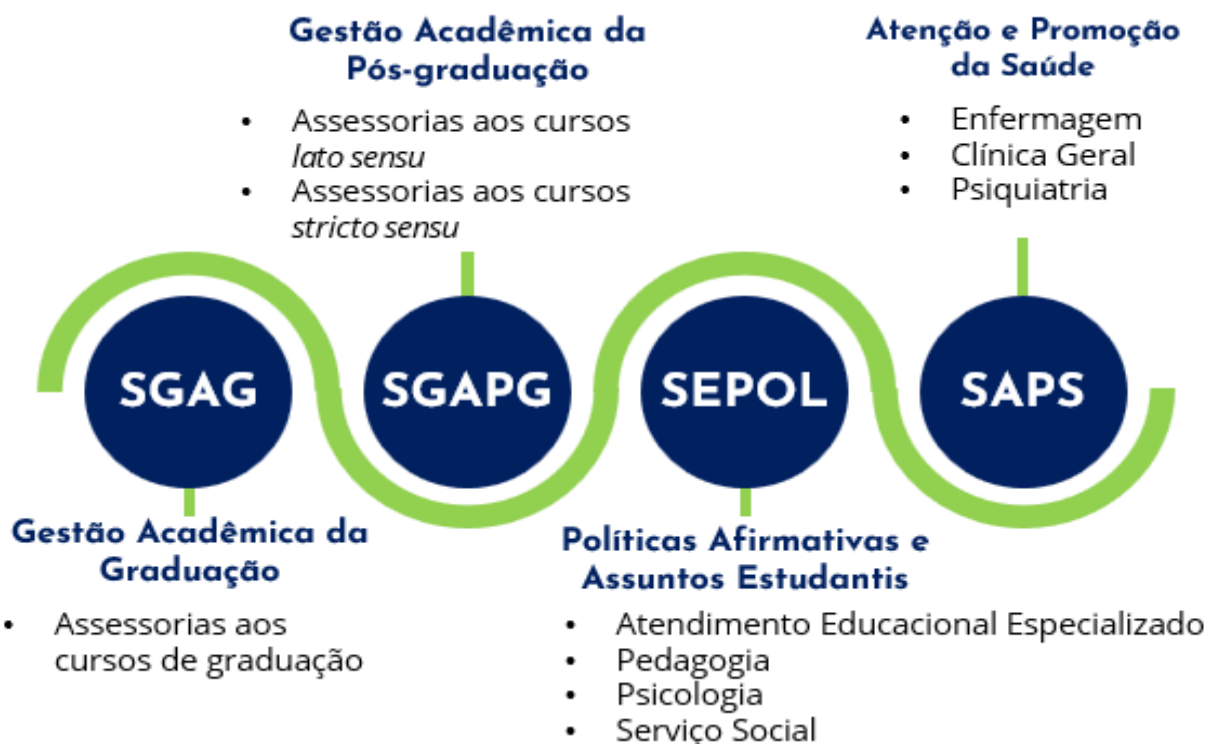 Gestão Acadêmica da
Pós-graduação
• Assessorias aos cursos
lato sensu
• Assessorias aos cursos
stricto sensu
Atenção e Promoção
da Saúde
• Enfermagem
• Clínica Geral
• Psiquiatria
SGAG
SGAPG
SEPOL
SAPS
Gestão Acadêmica da
Graduação
• Assessorias aos
cursos de graduação
Políticas Afirmativas e
Assuntos Estudantis
• Atendimento Educacional Especializado
• Pedagogia
• Psicologia
• Serviço Social